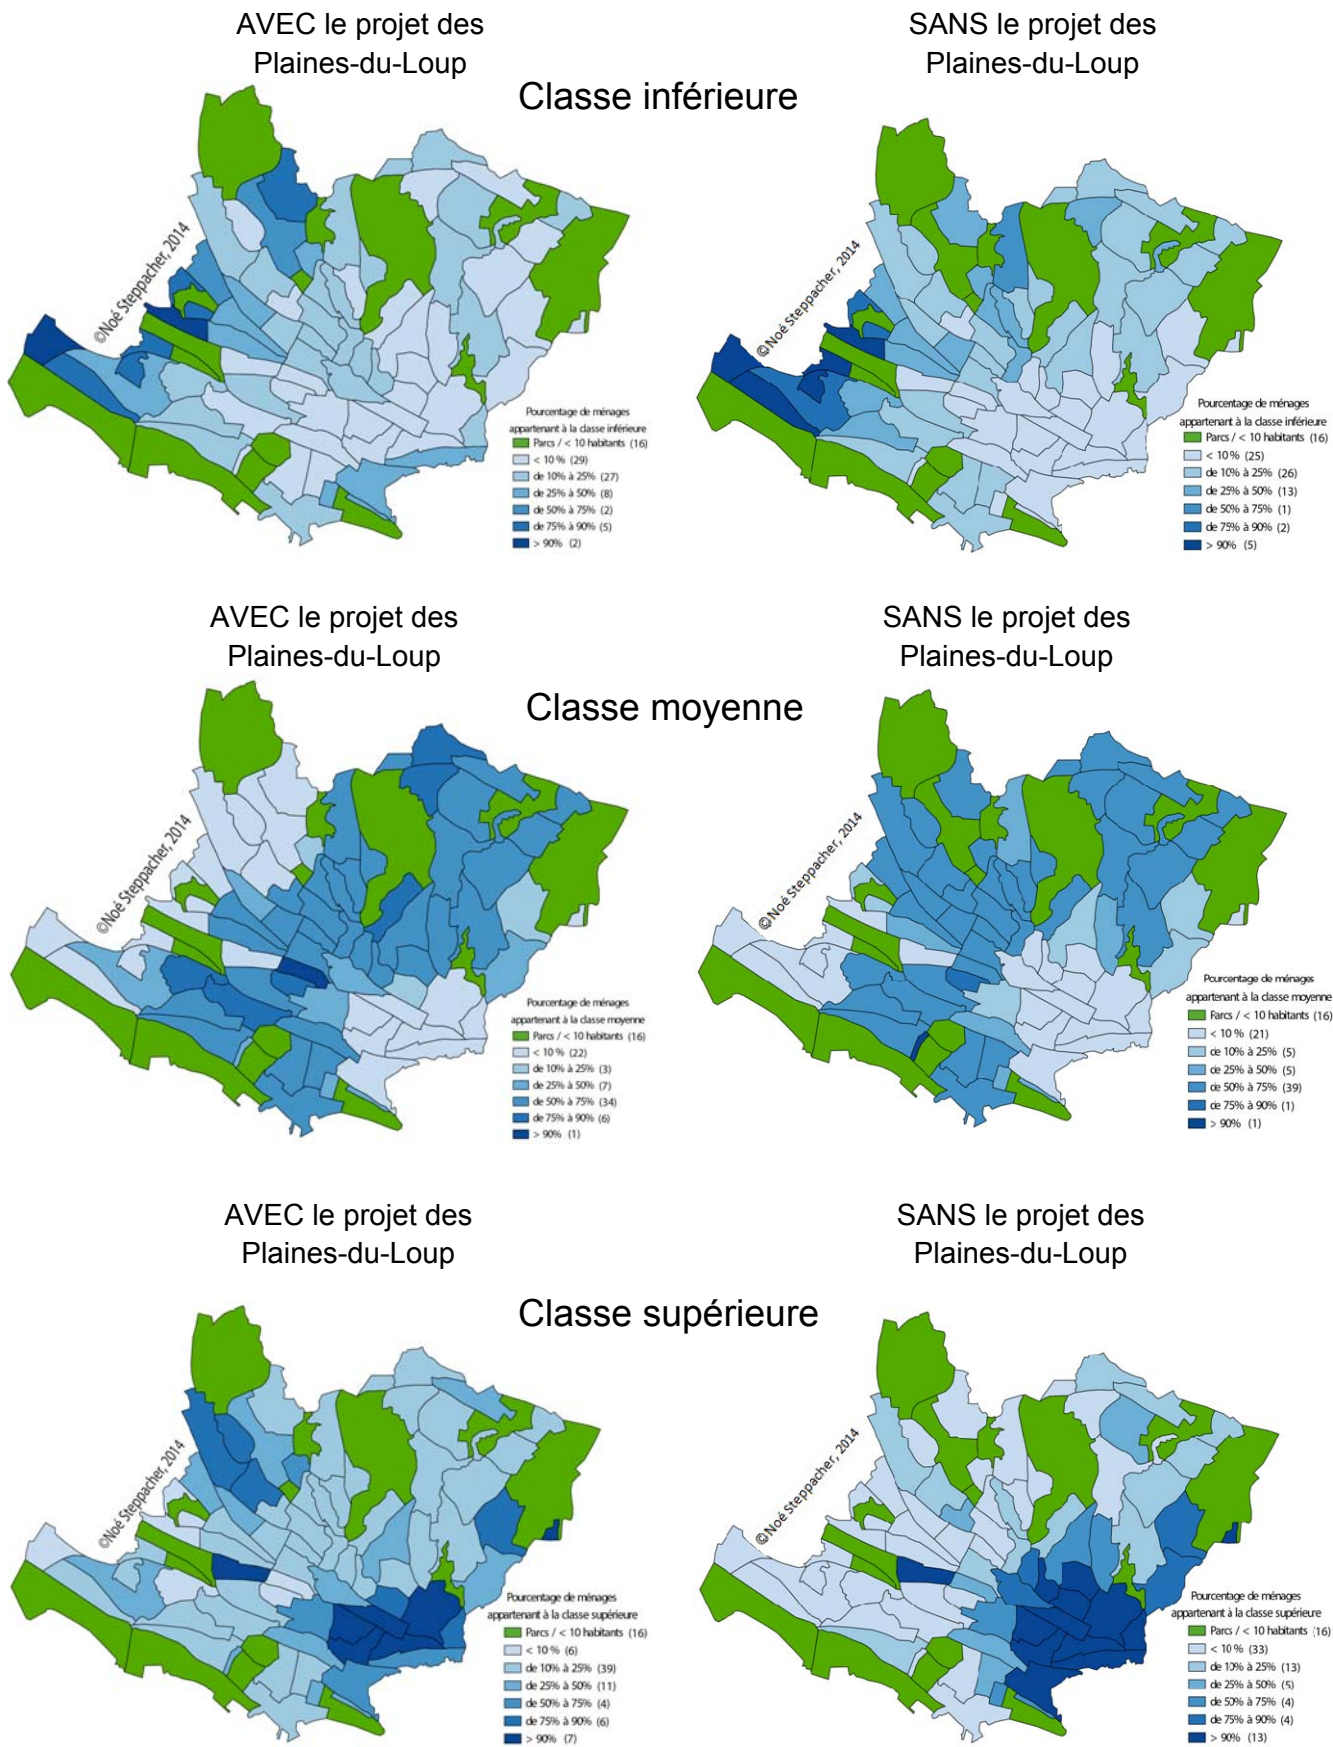 AVEC le projet des
Plaines-du-Loup
SANS le projet des
Plaines-du-Loup
Classe inférieure
©Noé Steppacher, 2014
Pourcentage de ménages
appartenant à la classe inférieure
Parcs / < 10 habitants (16)
< 10 % (29)
de 10% à 25% (27)
de 25% à 50% (8)
de 50% à 75% (2)
de 75% à 90% (5)
> 90% (2)
©Noé Steppacher, 2014
Pourcentage de ménages
appartenant à la classe inférieure
Parcs / < 10 habitants (16)
< 10 % (25)
de 10% à 25% (26)
de 25% à 50% (13)
de 50% à 75% (1)
de 75% à 90% (2)
> 90% (5)
AVEC le projet des
Plaines-du-Loup
SANS le projet des
Plaines-du-Loup
Classe moyenne
©Noé Steppacher, 2014
Pourcentage de ménages
appartenant à la classe moyenne
Parcs / < 10 habitants (16)
< 10 % (22)
de 10% à 25% (3)
de 25% à 50% (7)
de 50% à 75% (34)
de 75% à 90% (6)
> 90% (1)
©Noé Steppacher, 2014
Pourcentage de ménages
appartenant à la classe moyenne
Parcs / < 10 habitants (16)
< 10 % (21)
de 10% à 25% (5)
de 25% à 50% (5)
de 50% à 75% (39)
de 75% à 90% (1)
> 90% (1)
AVEC le projet des
Plaines-du-Loup
SANS le projet des
Plaines-du-Loup
Classe supérieure
©Noé Steppacher, 2014
Pourcentage de ménages
appartenant à la classe supérieure
Parcs / < 10 habitants (16)
< 10 % (6)
de 10% à 25% (39)
de 25% à 50% (11)
de 50% à 75% (4)
de 75% à 90% (6)
> 90% (7)
©Noé Steppacher, 2014
Pourcentage de ménages
appartenant à la classe supérieure
Parcs / < 10 habitants (16)
< 10 % (33)
de 10% à 25% (13)
de 25% à 50% (5)
de 50% à 75% (4)
de 75% à 90% (4)
> 90% (13)